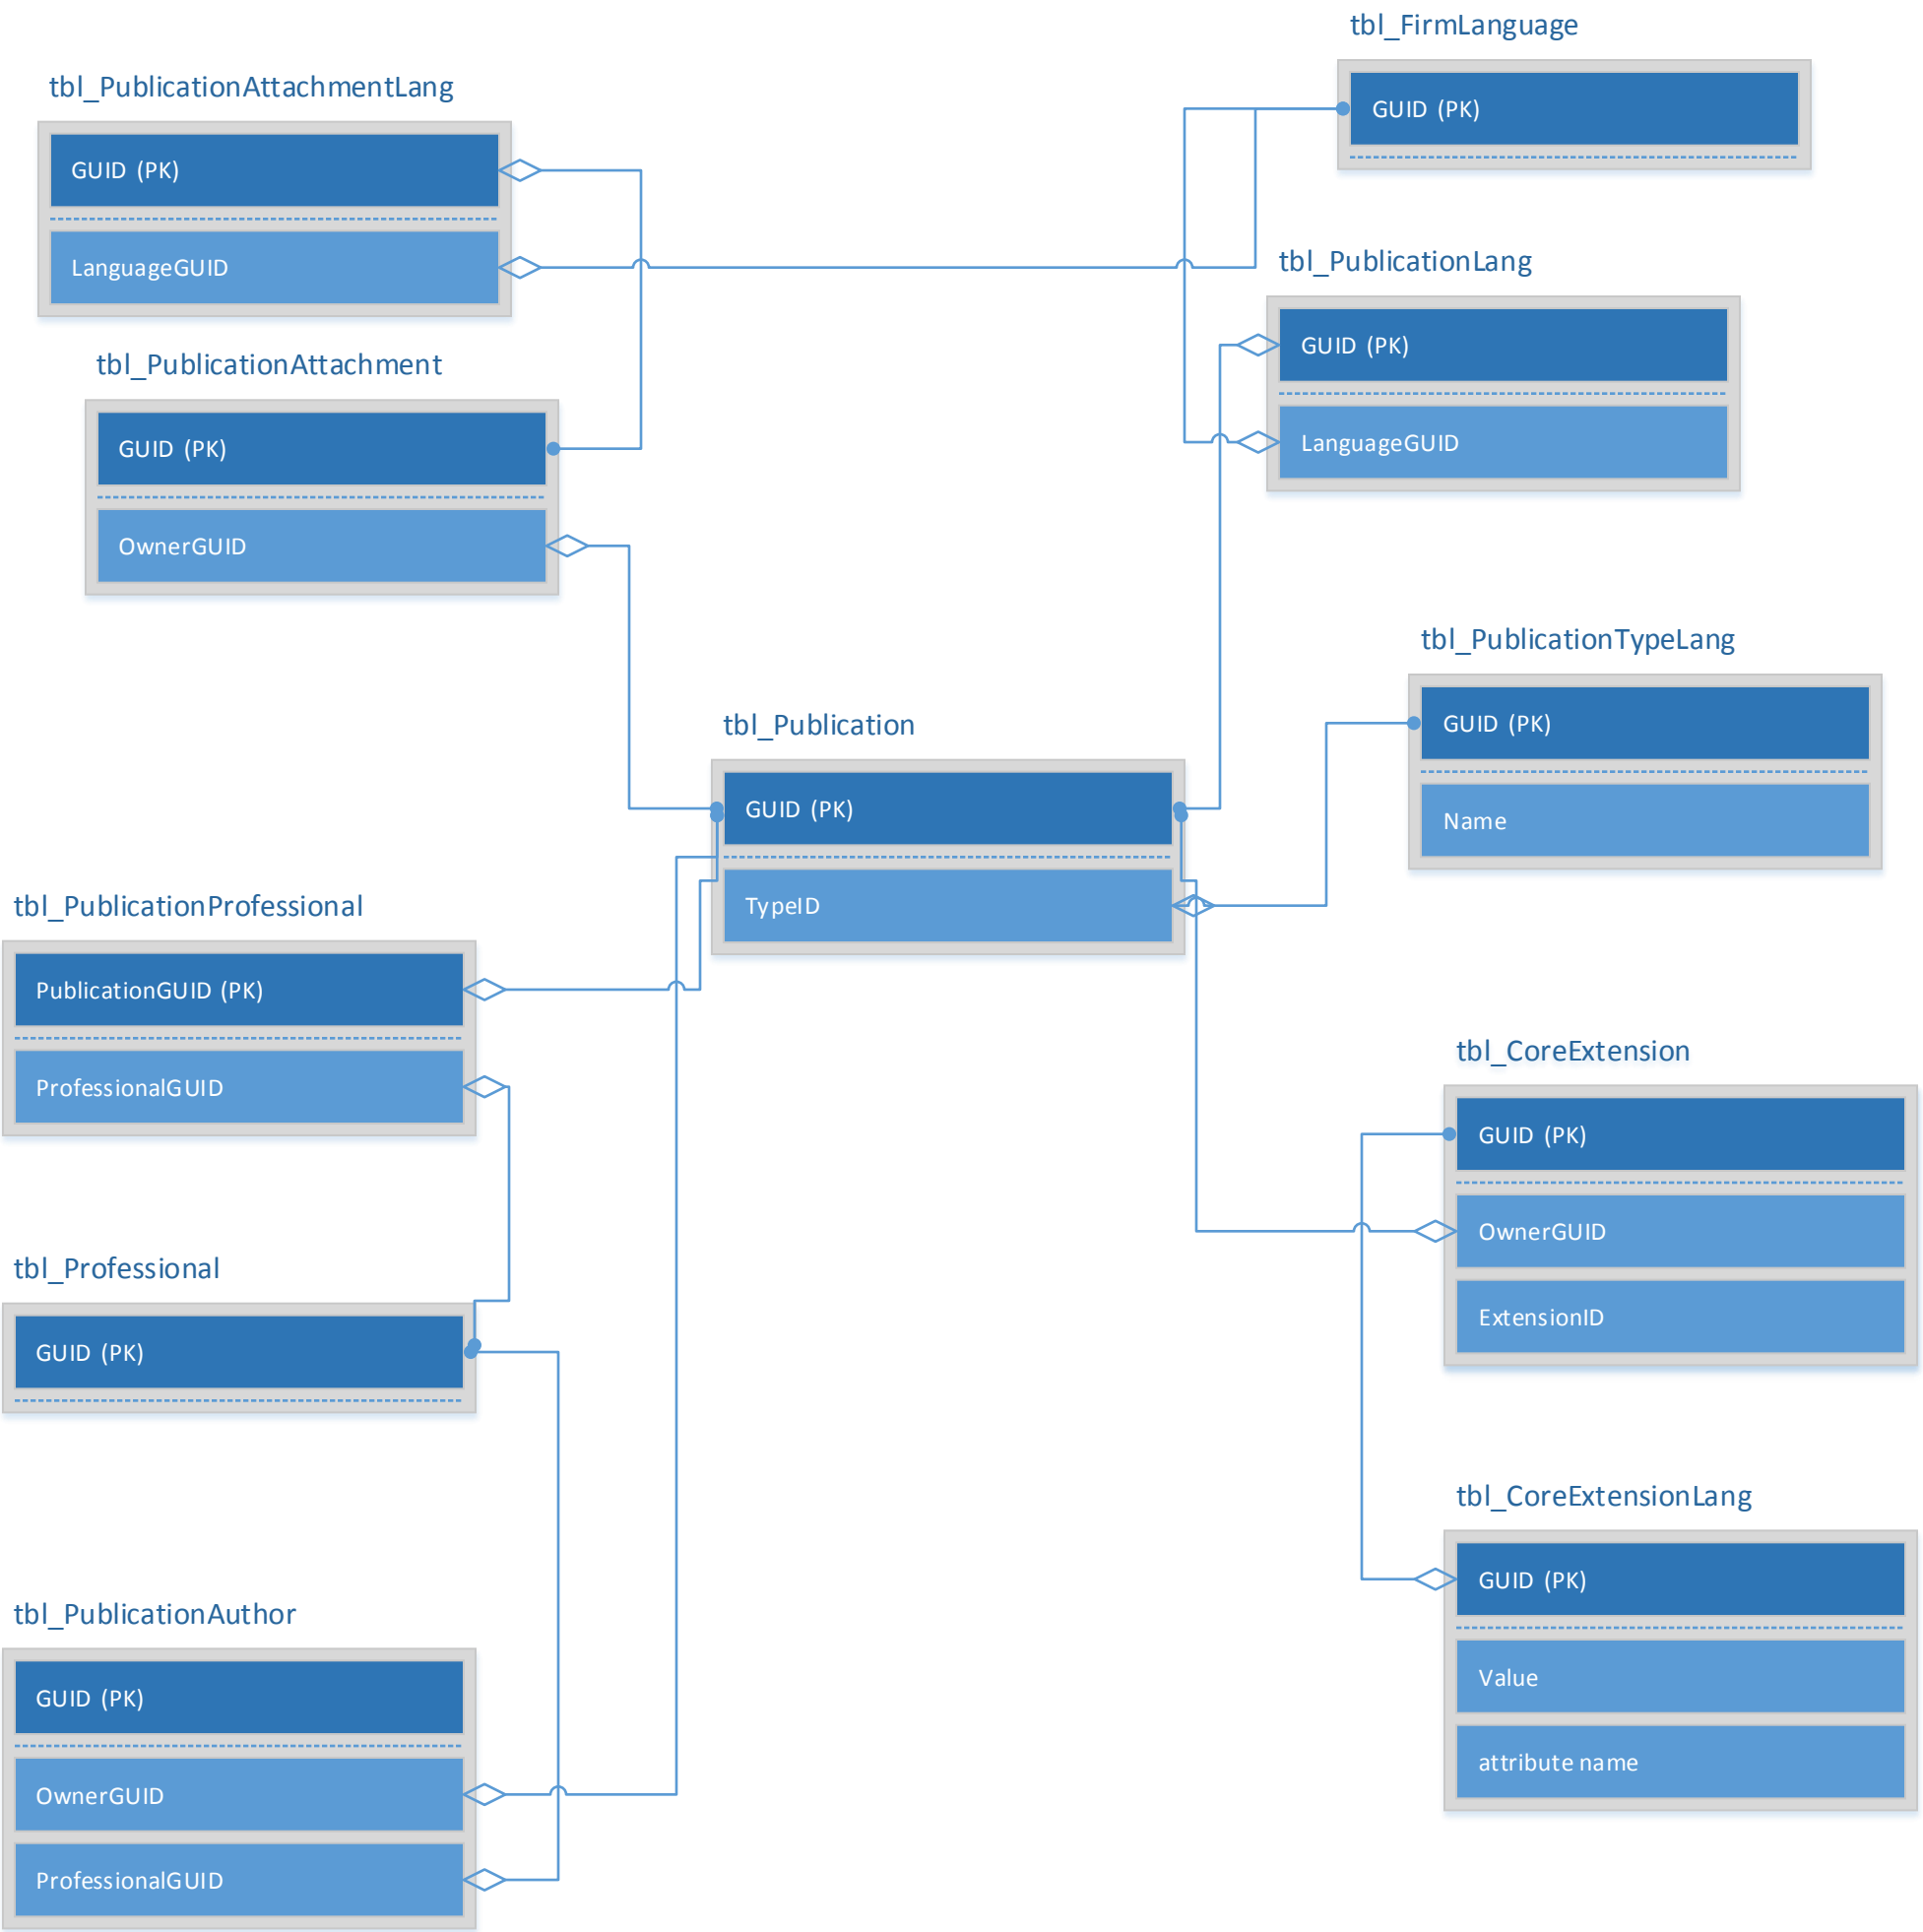 tbl_FirmLanguage
GUID (PK)
tbl_PublicationAttachmentLang
GUID (PK)
LanguageGUID
tbl_PublicationLang
GUID (PK)
LanguageGUID
tbl_PublicationAttachment
GUID (PK)
OwnerGUID
tbl_PublicationTypeLang
GUID (PK)
Name
tbl_Publication
GUID (PK)
TypeID
tbl_PublicationProfessional
PublicationGUID (PK)
ProfessionalGUID
tbl_CoreExtension
GUID (PK)
OwnerGUID
ExtensionID
tbl_Professional
GUID (PK)
tbl_CoreExtensionLang
GUID (PK)
Value
attribute name
tbl_PublicationAuthor
GUID (PK)
OwnerGUID
ProfessionalGUID